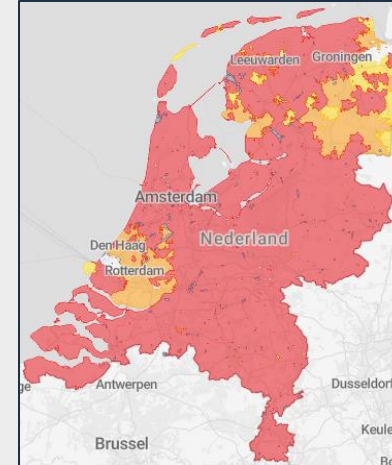 Leeuwarden
Groningen
Amsterdam
Den Haag
Nederland
Rotterdam
Antwerpen
Dusseldorf
Brussel